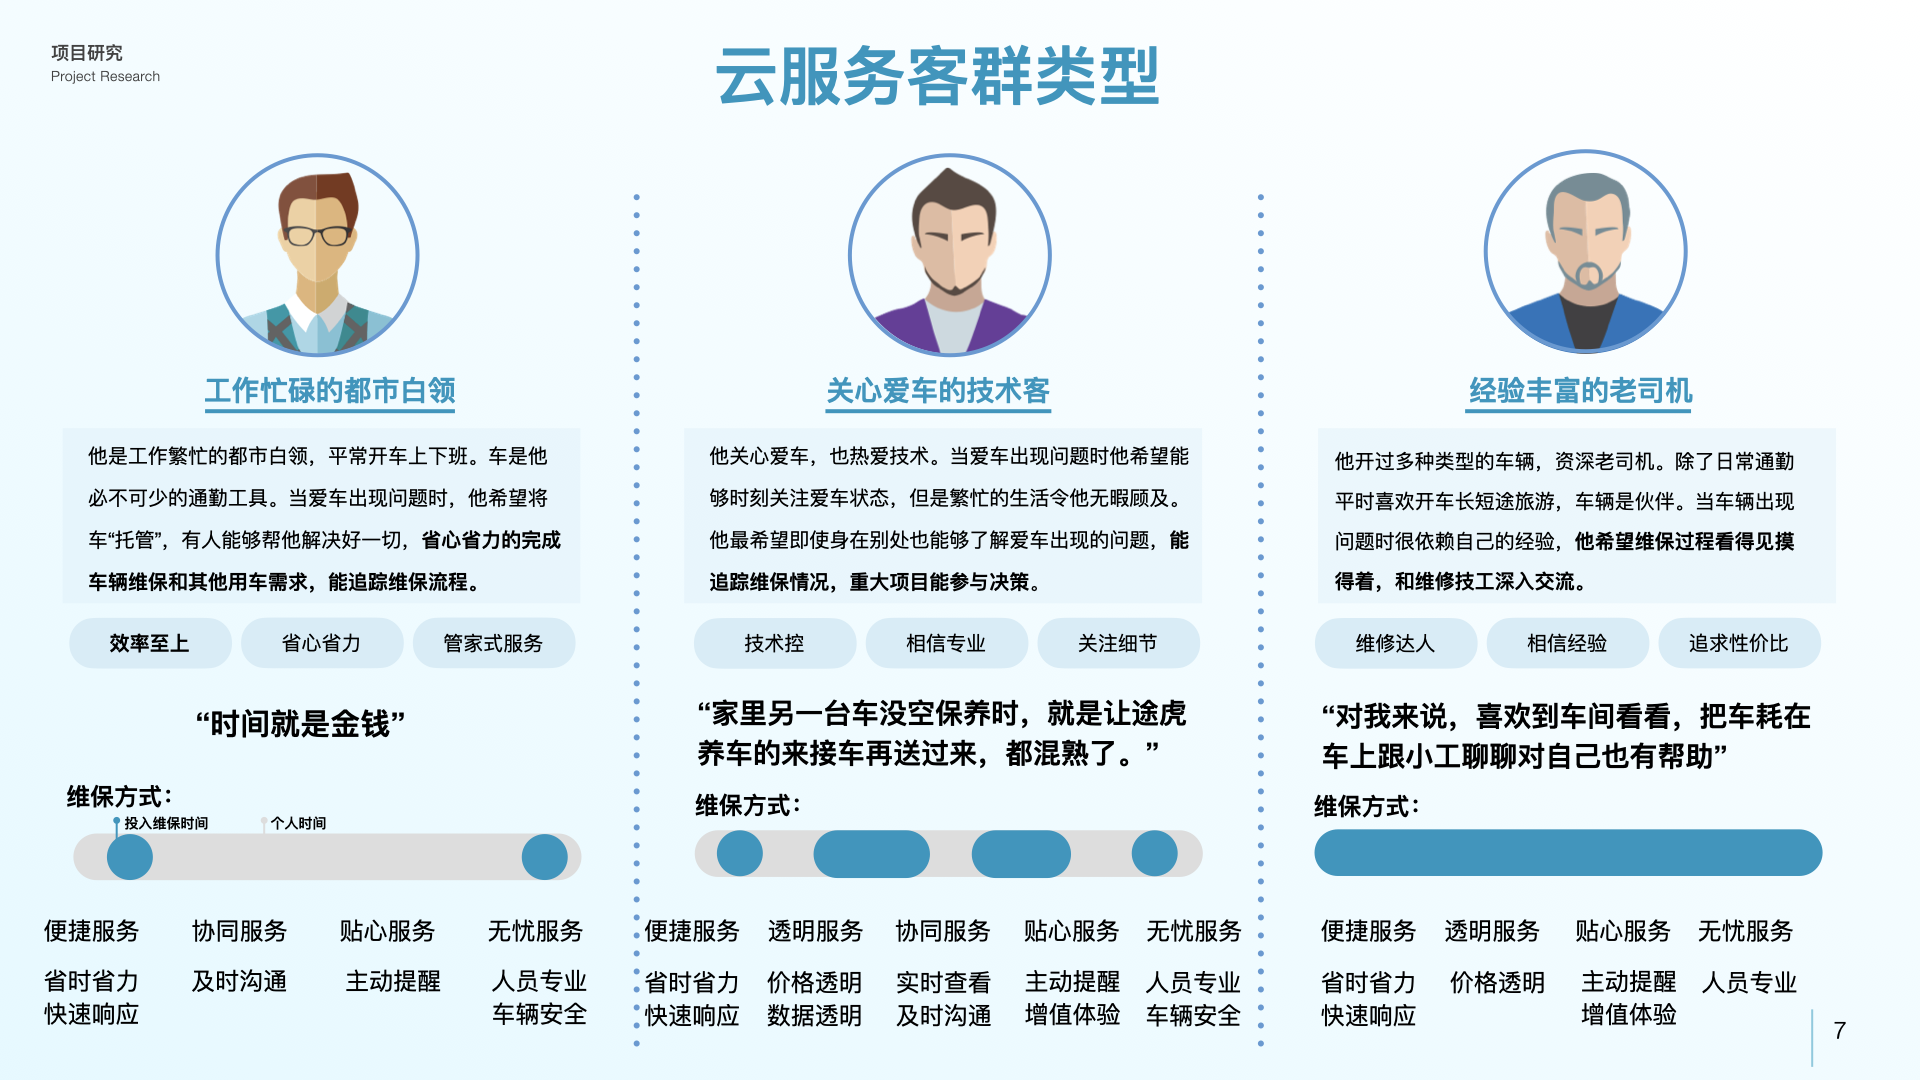 项目研究
Project Research
云服务客群类型
工作忙碌的都市白领
他是工作繁忙的都市白领，平常开车上下班。车是他
必不可少的通勤工具。当爱车出现问题时，他希望将
车“托管”，有人能够帮他解决好一切，省心省力的完成
车辆维保和其他用车需求，能追踪维保流程。
效率至上
省心省力
管家式服务
“时间就是金钱”
维保方式：
投入维保时间
个人时间
便捷服务
协同服务
贴心服务
无忧服务
省时省力
快速响应
及时沟通
主动提醒
人员专业
车辆安全
关心爱车的技术客
他关心爱车，也热爱技术。当爱车出现问题时他希望能
够时刻关注爱车状态，但是繁忙的生活令他无暇顾及。
他最希望即使身在别处也能够了解爱车出现的问题，能
追踪维保情况，重大项目能参与决策。
技术控
相信专业
关注细节
“家里另一台车没空保养时，就是让途虎
养车的来接车再送过来，都混熟了。”
维保方式：
便捷服务
透明服务
协同服务
贴心服务
无忧服务
省时省力
快速响应
价格透明
数据透明
实时查看
及时沟通
主动提醒
增值体验
人员专业
车辆安全
经验丰富的老司机
他开过多种类型的车辆，资深老司机。除了日常通勤
平时喜欢开车长短途旅游，车辆是伙伴。当车辆出现
问题时很依赖自己的经验，他希望维保过程看得见摸
得着，和维修技工深入交流。
维修达人
相信经验
追求性价比
“对我来说，喜欢到车间看看，把车耗在
车上跟小工聊聊对自己也有帮助”
维保方式：
便捷服务
透明服务
贴心服务
无忧服务
省时省力
快速响应
价格透明
主动提醒
增值体验
人员专业
7